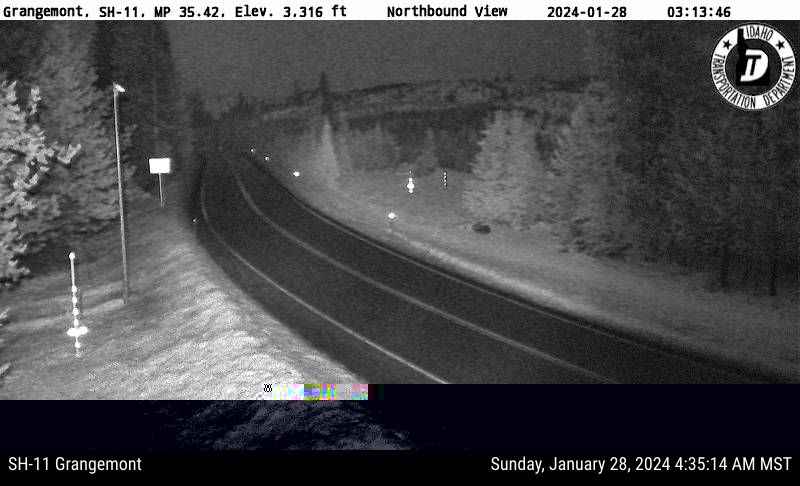 Grangemont, SH-11, MP 35.42, Elev. 3,316 ft Northbound View 2024-01-28 03:13:46
IDAHO
TRANSPORTATION DEPARTMENT
SH-11 Grangemont Sunday, January 28, 2024 4:35:14 AM MST